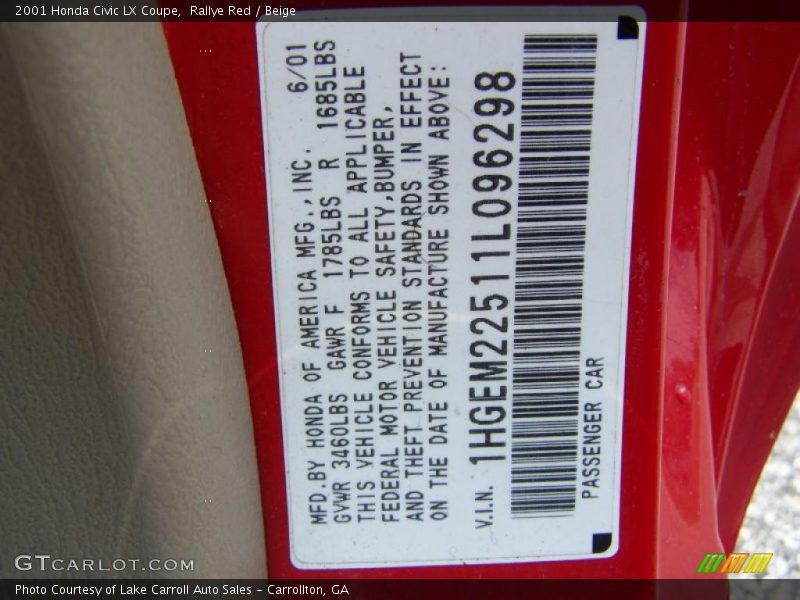 2001 Honda Civic LX Coupe, Rallye Red / Beige
MFD.BY HONDA OF AMERICA MFG.,INC. 6/01
GVWR 3460LBS GAWR F 1785LBS R 1685LBS
THIS VEHICLE CONFORMS TO ALL APPLICABLE
FEDERAL MOTOR VEHICLE SAFETY,BUMPER,
AND THEFT PREVENTION STANDARDS IN EFFECT
ON THE DATE OF MANUFACTURE SHOWN ABOVE:
V.I.N. 1HGEM22511L096298
PASSENGER CAR
GTCARLOT.COM
Photo Courtesy of Lake Carroll Auto Sales - Carrollton, GA